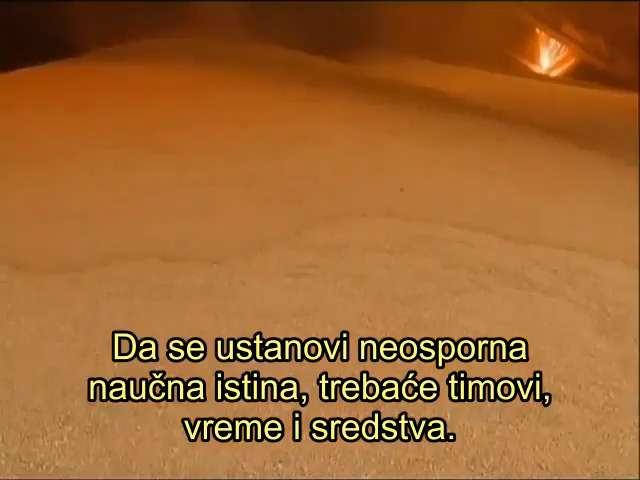 Da se ustanovi neosporna
naučna istina, trebaće timovi,
vreme i sredstva.